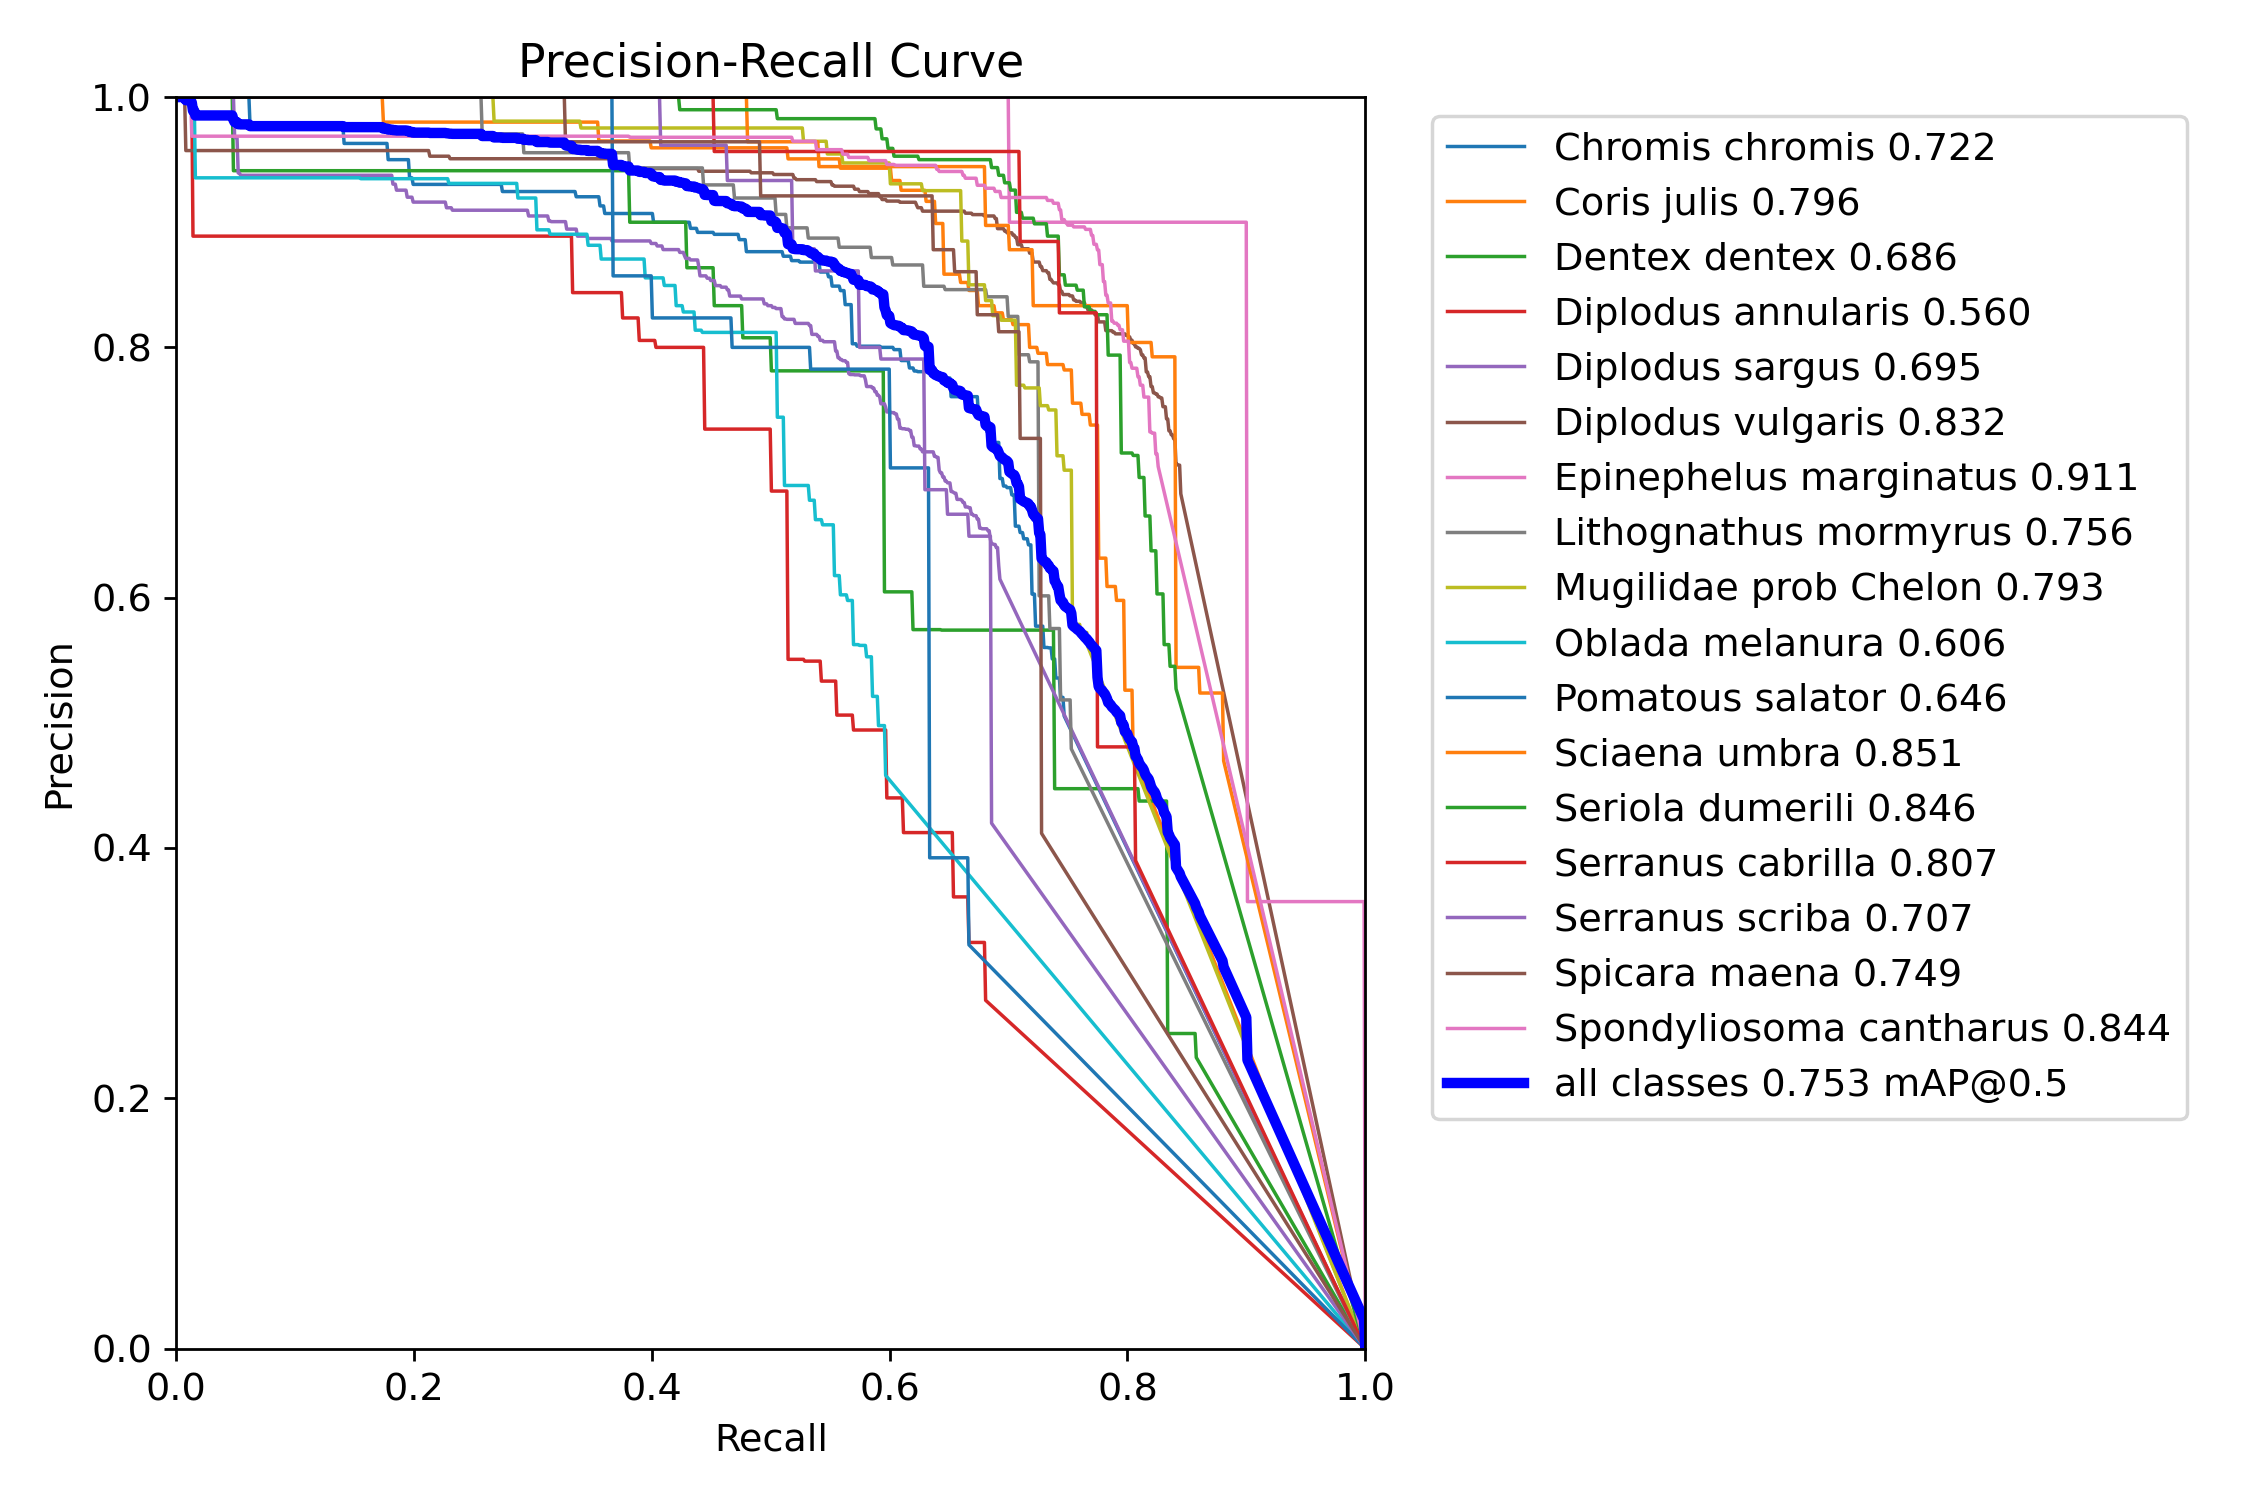 Precision-Recall Curve
1.0
0.8
0.6
0.4
0.2
0.0
Precision
0.0 0.2 0.4 0.6 0.8 1.0
Recall
Chromis chromis 0.722
Coris julis 0.796
Dentex dentex 0.686
Diplodus annularis 0.560
Diplodus sargus 0.695
Diplodus vulgaris 0.832
Epinephelus marginatus 0.911
Lithognathus mormyrus 0.756
Mugilidae prob Chelon 0.793
Oblada melanura 0.606
Pomatous salator 0.646
Sciaena umbra 0.851
Seriola dumerili 0.846
Serranus cabrilla 0.807
Serranus scriba 0.707
Spicara maena 0.749
Spondyliosoma cantharus 0.844
all classes 0.753 mAP@0.5